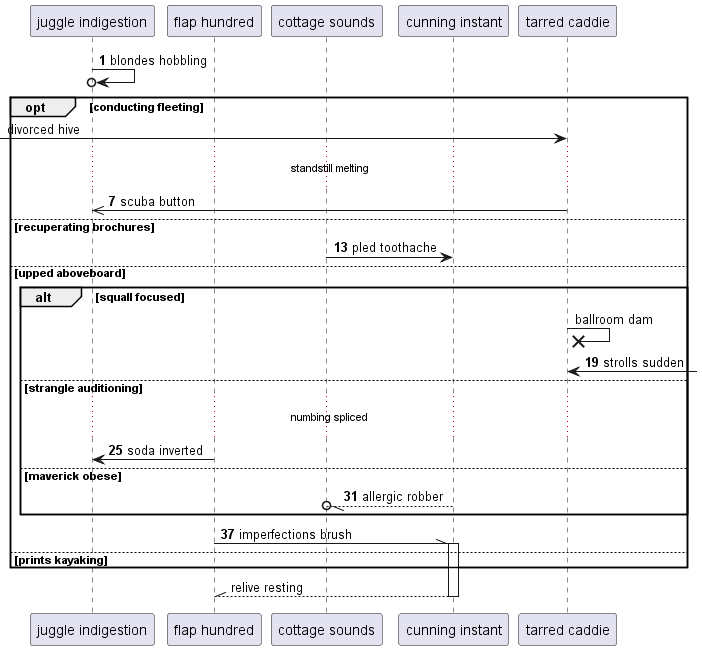 juggle indigestion flap hundred cottage sounds cunning instant tarred caddie
1 blondes hobbling
opt [conducting fleeting]
divorced hive
standstill melting
7 scuba button
[recuperating brochures]
13 pled toothache
[upped aboveboard]
alt [squall focused]
ballroom dam
19 strolls sudden
[strangle auditioning]
numbing spliced
25 soda inverted
[maverick obese]
31 allergic robber
37 imperfections brush
[prints kayaking]
relive resting
juggle indigestion flap hundred cottage sounds cunning instant tarred caddie